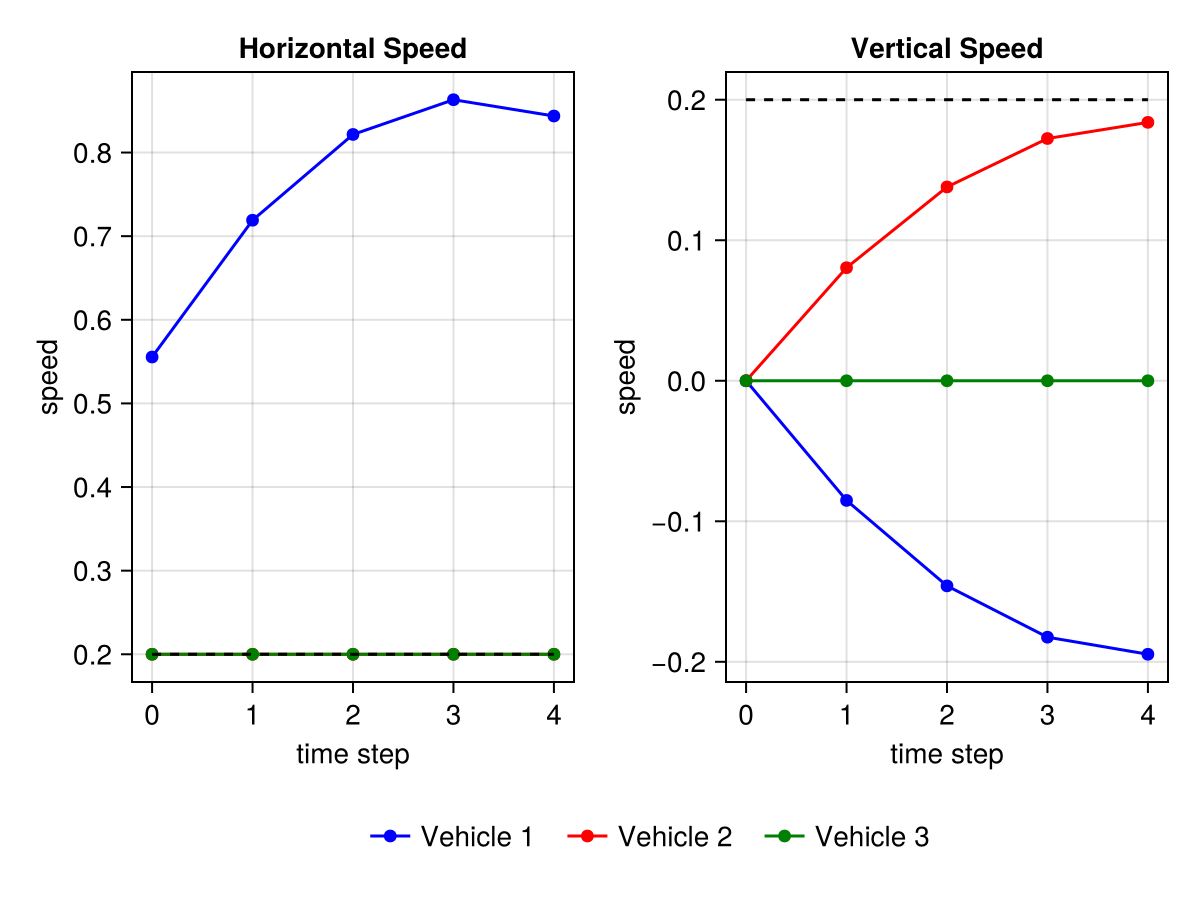 Horizontal Speed
speed
0.8
0.7
0.6
0.5
0.4
0.3
0.2
0 1 2 3 4
time step
Vertical Speed
speed
0.2
0.1
0.0
−0.1
−0.2
0 1 2 3 4
time step
Vehicle 1 Vehicle 2 Vehicle 3